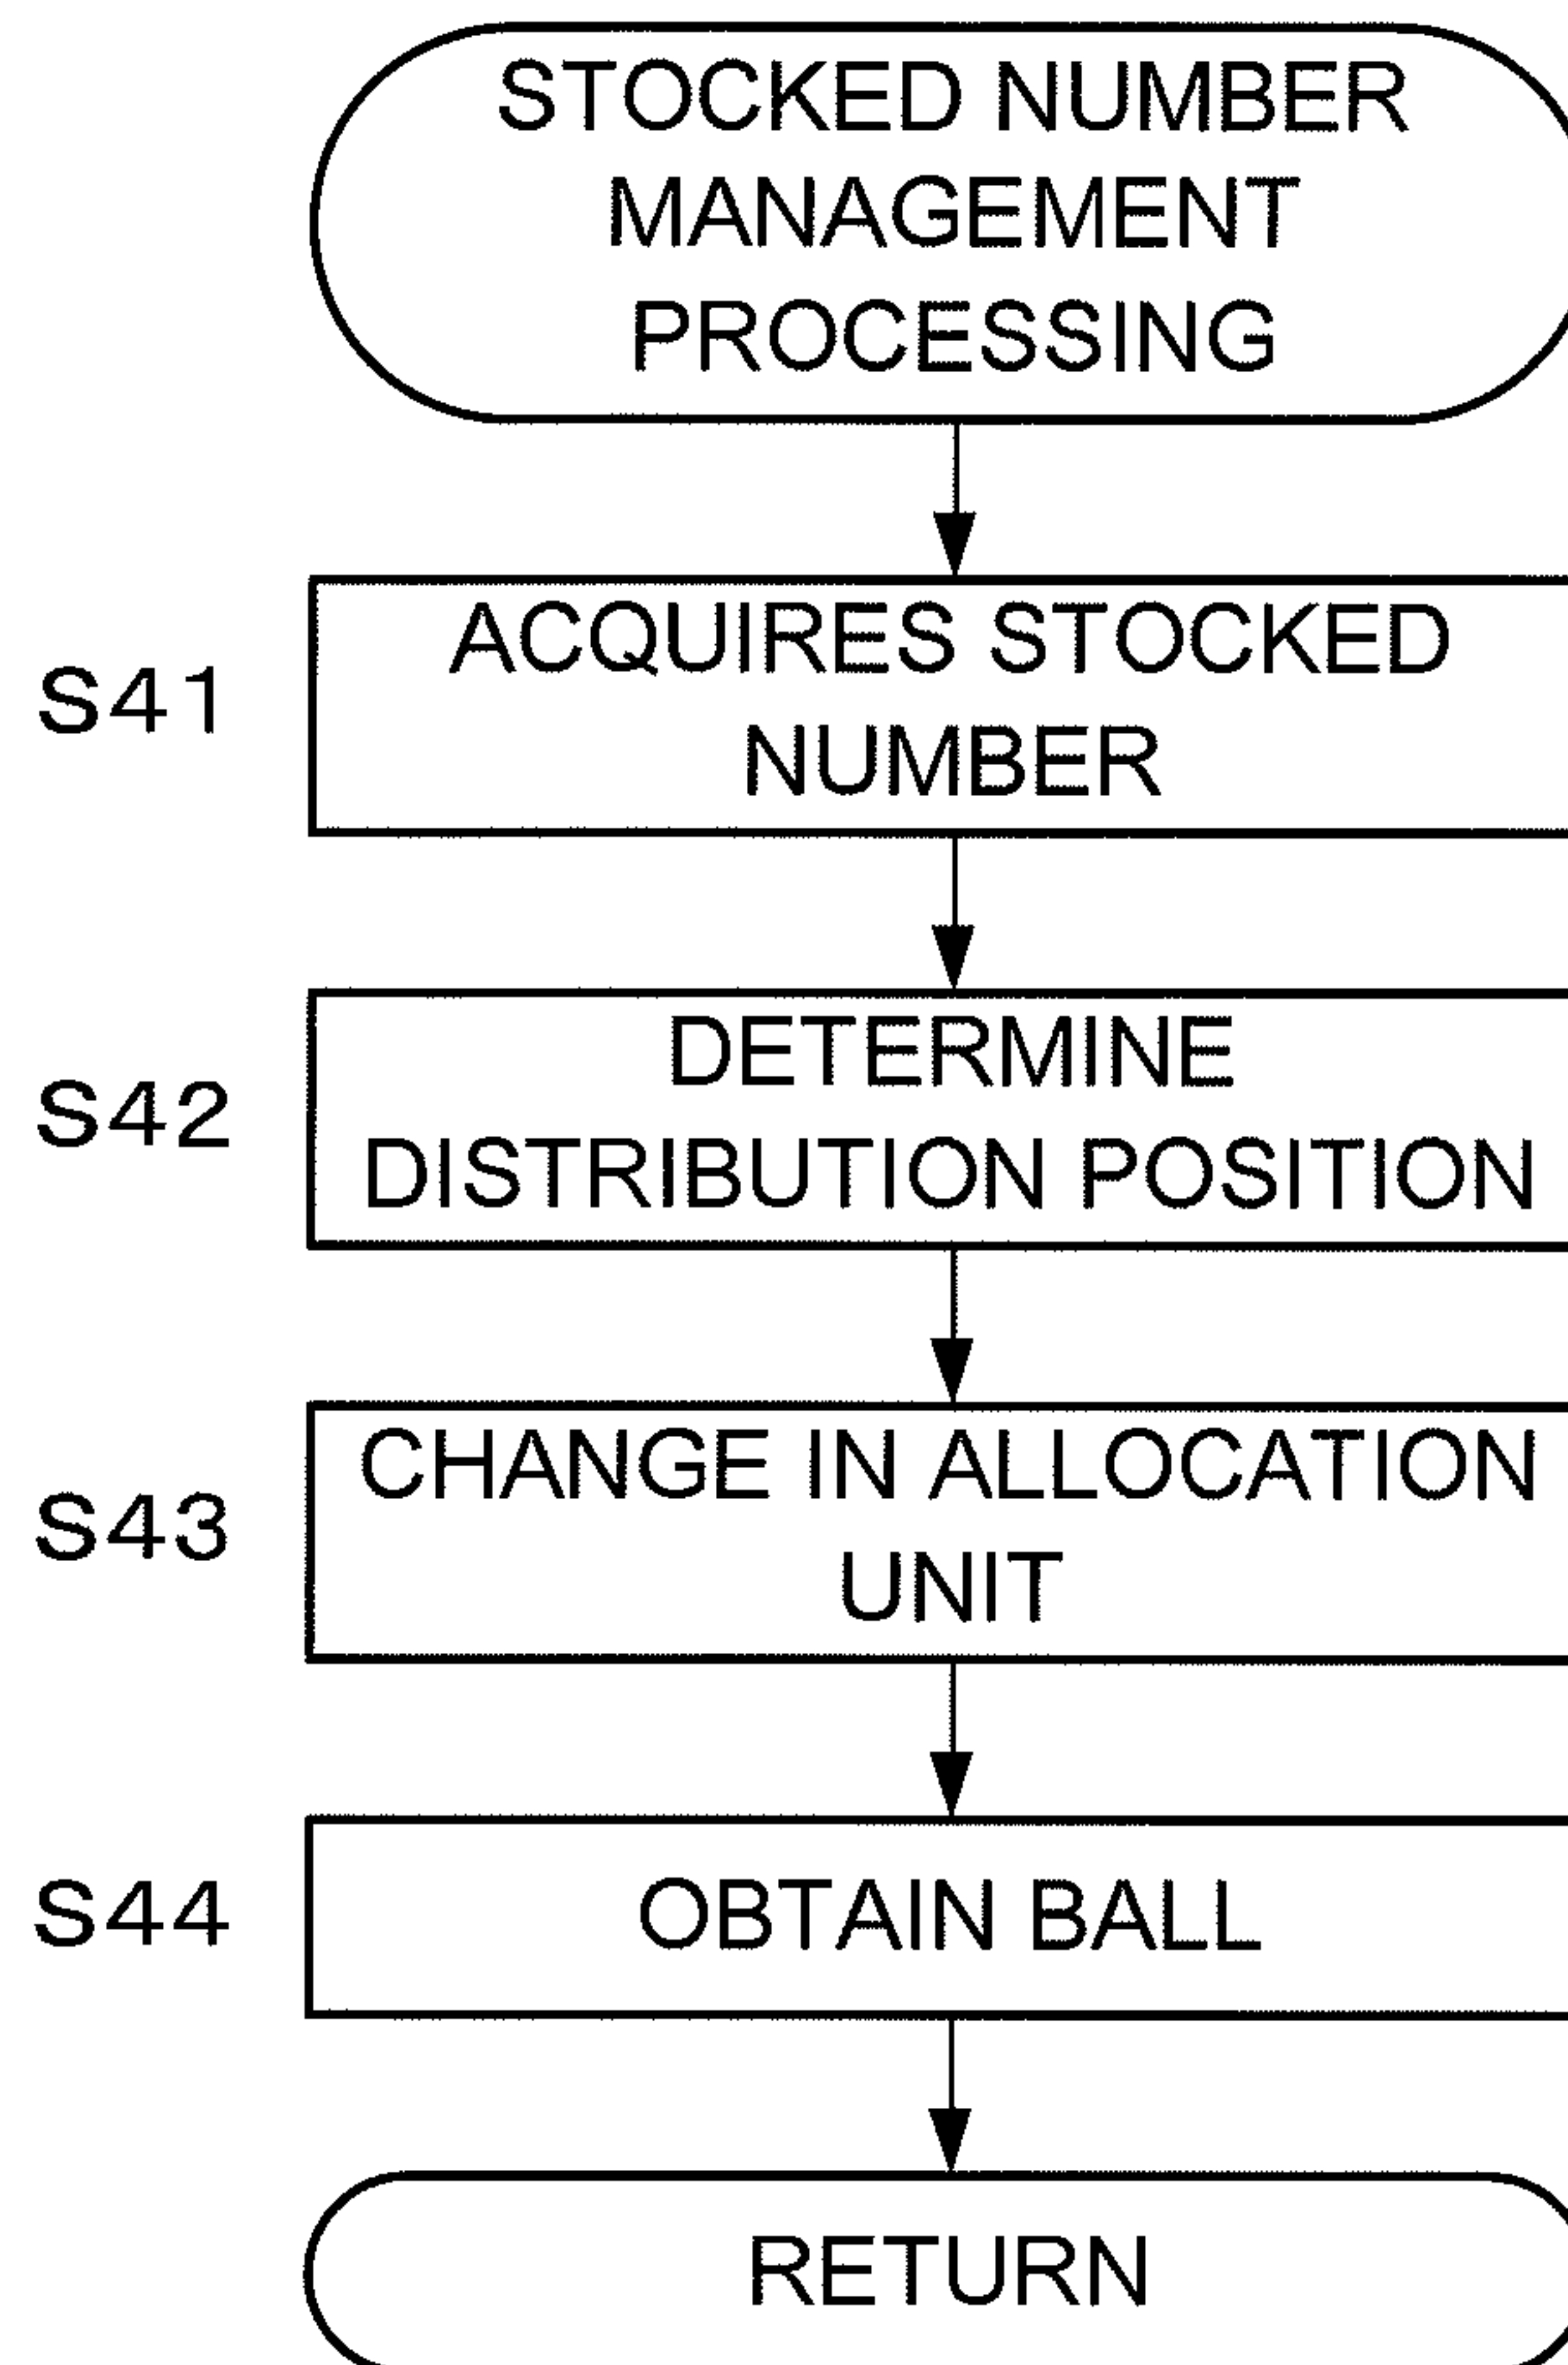 STOCKED NUMBER
MANAGEMENT
PROCESSING
S41
ACQUIRES STOCKED
NUMBER
S42
DETERMINE
DISTRIBUTION POSITION
S43
CHANGE IN ALLOCATION
UNIT
S44
OBTAIN BALL
RETURN